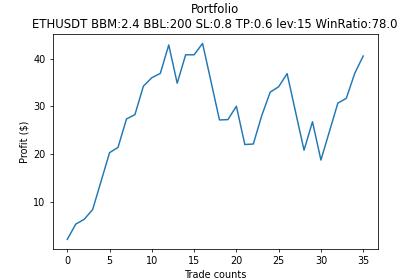 Portfolio
ETHUSDT BBM:2.4 BBL:200 SL:0.8 TP:0.6 lev:15 WinRatio:78.0
Profit ($)
40
30
20
10
0 5 10 15 20 25 30 35
Trade counts